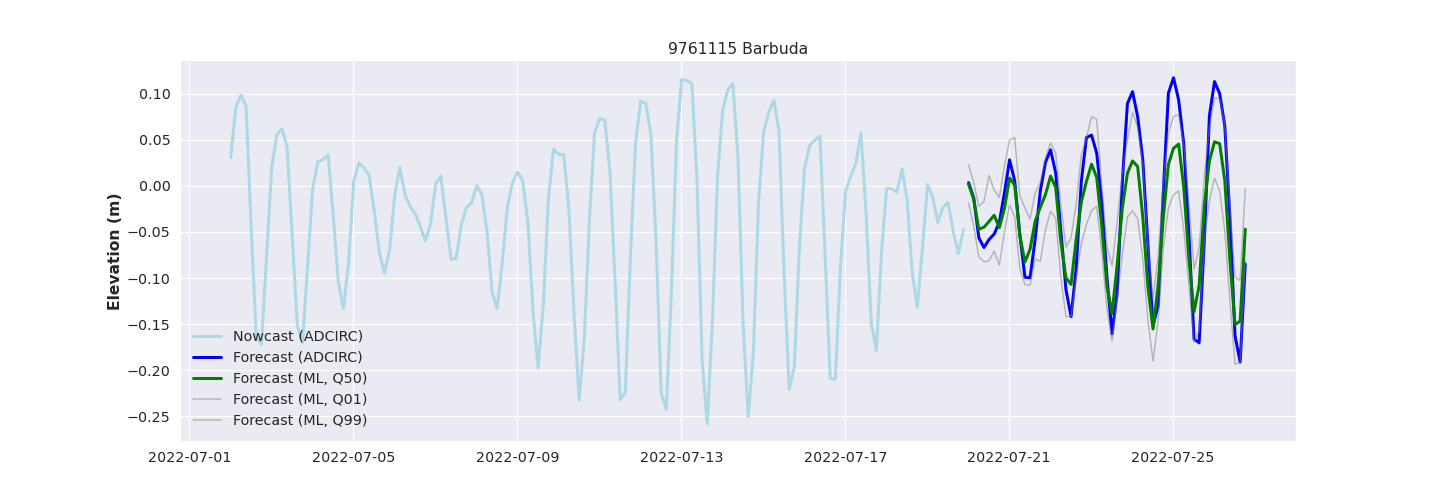 9761115 Barbuda
Elevation (m)
0.10
0.05
0.00
−0.05
−0.10
−0.15
−0.20
−0.25
Nowcast (ADCIRC)
Forecast (ADCIRC)
Forecast (ML, Q50)
Forecast (ML, Q01)
Forecast (ML, Q99)
2022-07-01 2022-07-05 2022-07-09 2022-07-13 2022-07-17 2022-07-21 2022-07-25